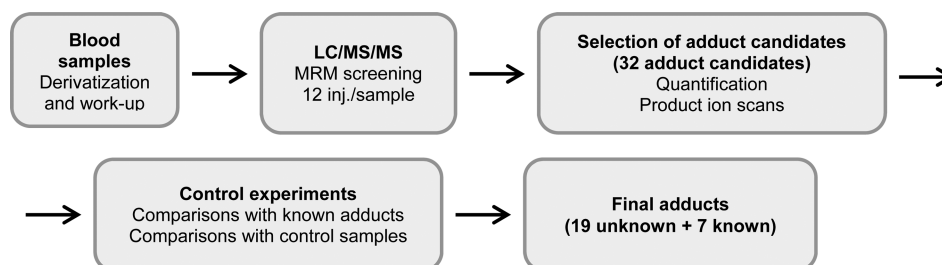 Blood
samples
Derivatization
and work-up
LC/MS/MS
MRM screening
12 inj./sample
Selection of adduct candidates
(32 adduct candidates)
Quantification
Product ion scans
Control experiments
Comparisons with known adducts
Comparisons with control samples
Final adducts
(19 unknown + 7 known)